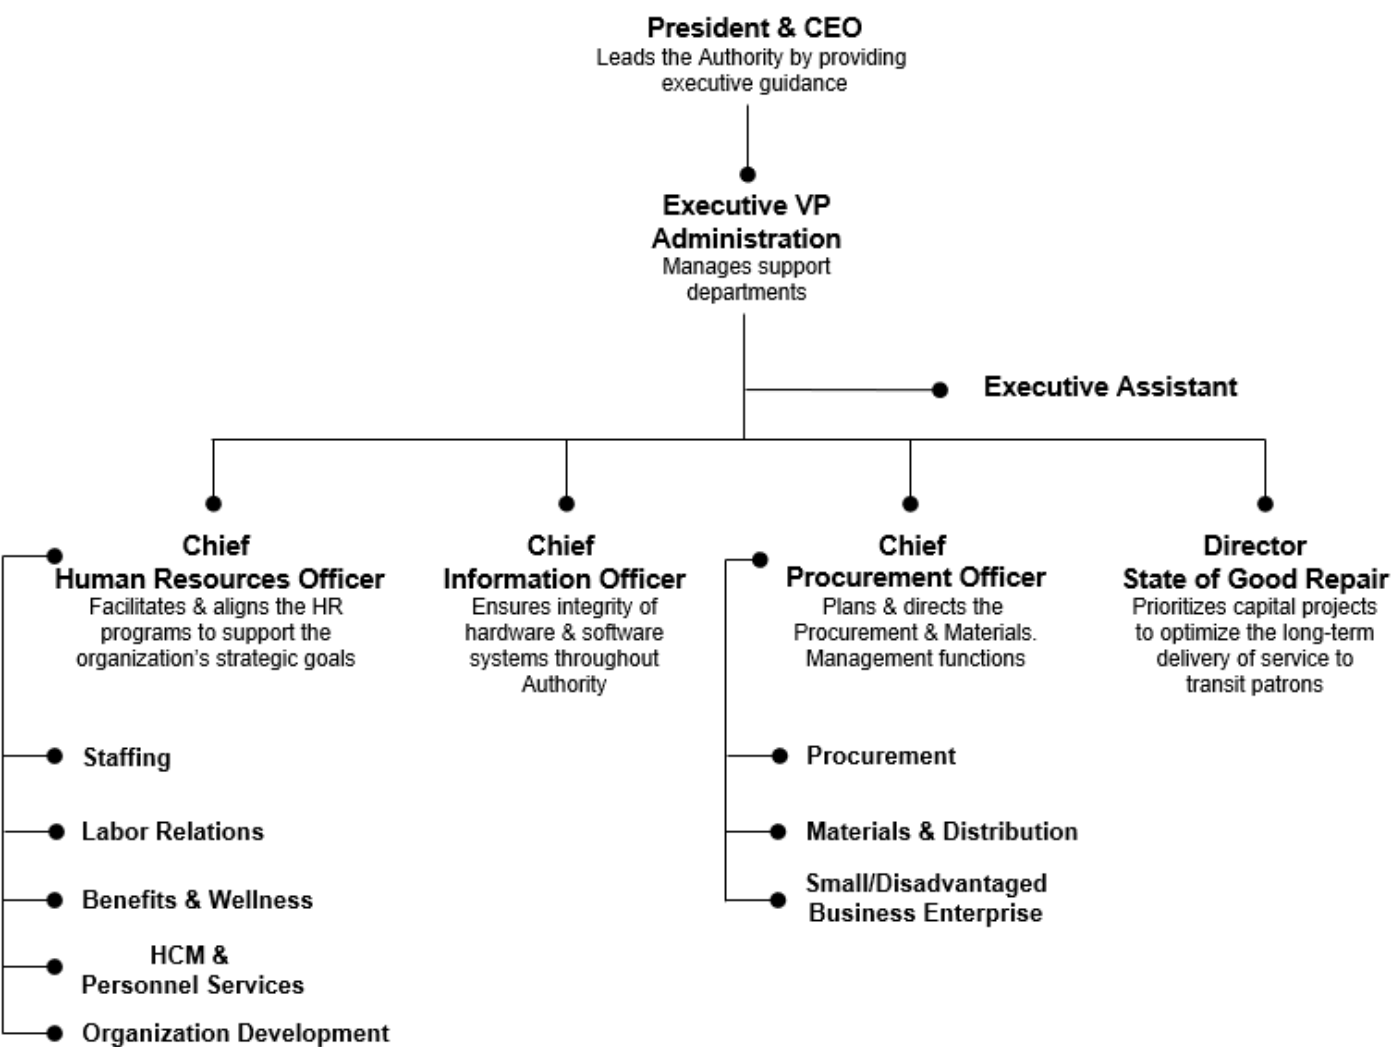 President & CEO
Leads the Authority by providing
executive guidance
Executive VP
Administration
Manages support
departments
Executive Assistant
Chief
Human Resources Officer
Facilitates & aligns the HR
programs to support the
organization's strategic goals
Chief
Information Officer
Ensures integrity of
hardware & software
systems throughout
Authority
Chief
Procurement Officer
Plans & directs the
Procurement & Materials.
Management functions
Director
State of Good Repair
Prioritizes capital projects
to optimize the long-term
delivery of service to
transit patrons
Staffing
Labor Relations
Benefits & Wellness
HCM &
Personnel Services
Organization Development
Procurement
Materials & Distribution
Small/Disadvantaged
Business Enterprise